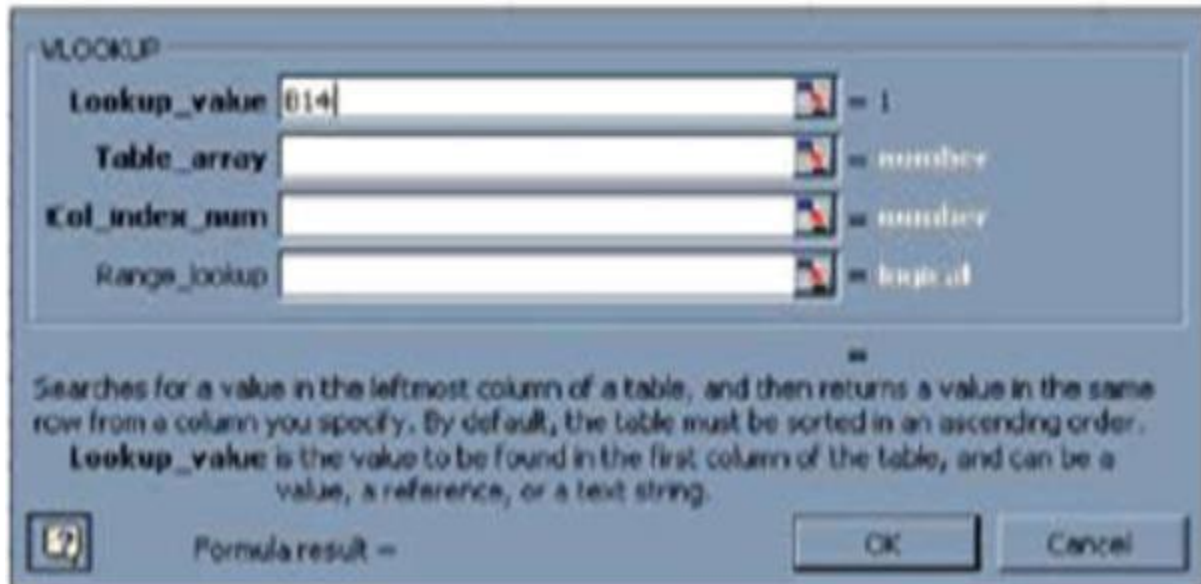 VLOOKUP
Lookup_value B14 = 1
Table_array = number
Col_index_num = number
Range_lookup = logical
=
Searches for a value in the leftmost column of a table, and then returns a value in the same
row from a column you specify. By default, the table must be sorted in an ascending order.
Lookup_value is the value to be found in the first column of the table, and can be a
value, a reference, or a text string.
Formula result =
OK
Cancel